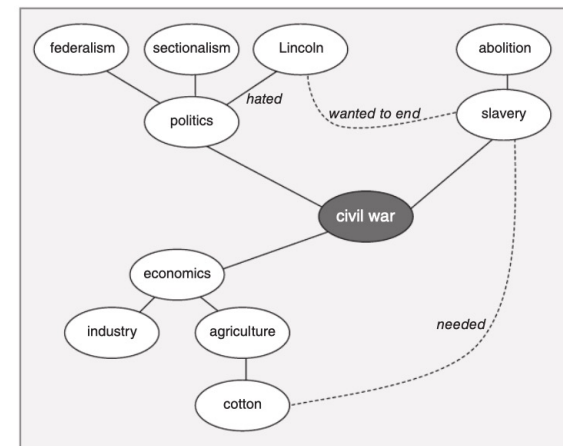 federalism
sectionalism
Lincoln
abolition
hated
wanted to end
politics
slavery
civil war
economics
industry
agriculture
needed
cotton